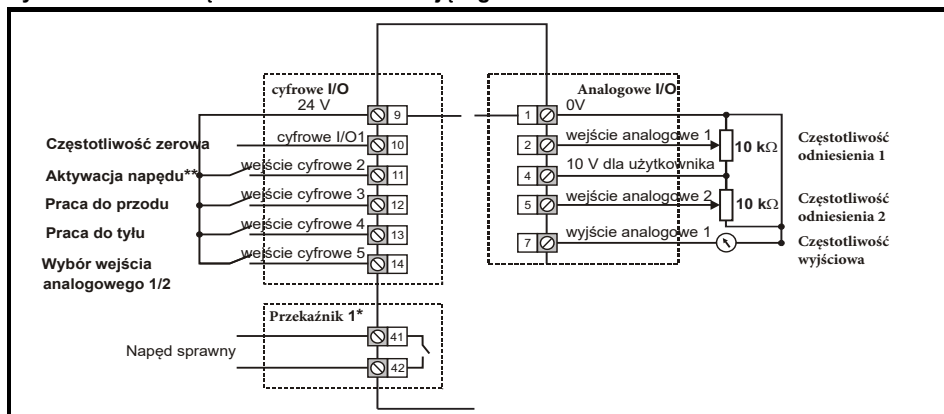 cyfrowe I/O
24 V
9
Częstotliwość zerowa
cyfrowe I/O1
10
Aktywacja napędu**
wejście cyfrowe 2
11
Praca do przodu
wejście cyfrowe 3
12
Praca do tyłu
wejście cyfrowe 4
13
Wybór wejścia
analogowego 1/2
wejście cyfrowe 5
14
Przekaźnik 1*
Napęd sprawny
41
42
Analogowe I/O
0V
1
wejście analogowe 1
2
10 kΩ
Częstotliwość
odniesienia 1
10 V dla użytkownika
4
wejście analogowe 2
5
10 kΩ
Częstotliwość
odniesienia 2
wyjście analogowe 1
7
Częstotliwość
wyjściowa